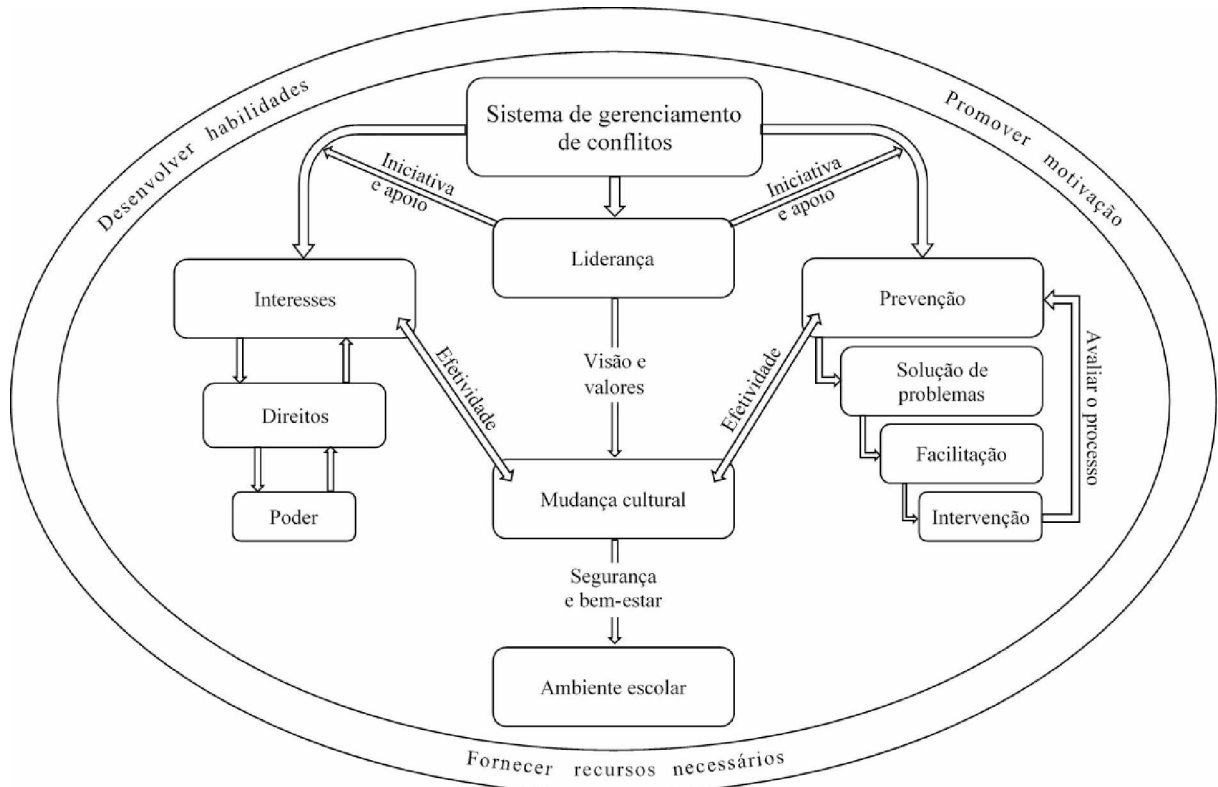 Desenvolver habilidades
Promover motivação
Sistema de gerenciamento
de conflitos
Iniciativa
e apoio
Iniciativa
e apoio
Liderança
Interesses
Prevenção
Efetividade
Visão e
valores
Efetividade
Solução de
problemas
Avaliar o processo
Direitos
Facilitação
Mudança cultural
Poder
Intervenção
Segurança
e bem-estar
Ambiente escolar
Fornecer recursos necessários